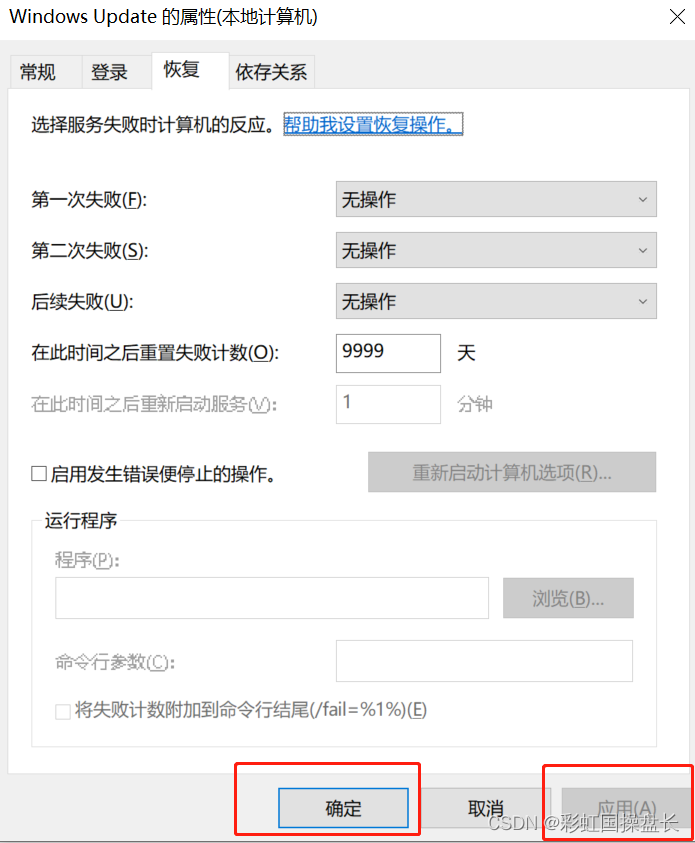 Windows Update 的属性(本地计算机)
常规 登录 恢复 依存关系
选择服务失败时计算机的反应。帮助我设置恢复操作。
第一次失败(F): 无操作
第二次失败(S): 无操作
后续失败(U): 无操作
在此时间之后重置失败计数(O): 9999 天
在此时间之后重新启动服务(V): 1 分钟
启用发生错误便停止的操作。 重新启动计算机选项(R)...
运行程序
程序(P):
浏览(B)...
命令行参数(C):
将失败计数附加到命令行结尾(/fail=%1%)(E)
确定 取消 应用(A)
CSDN @彩虹国操盘长